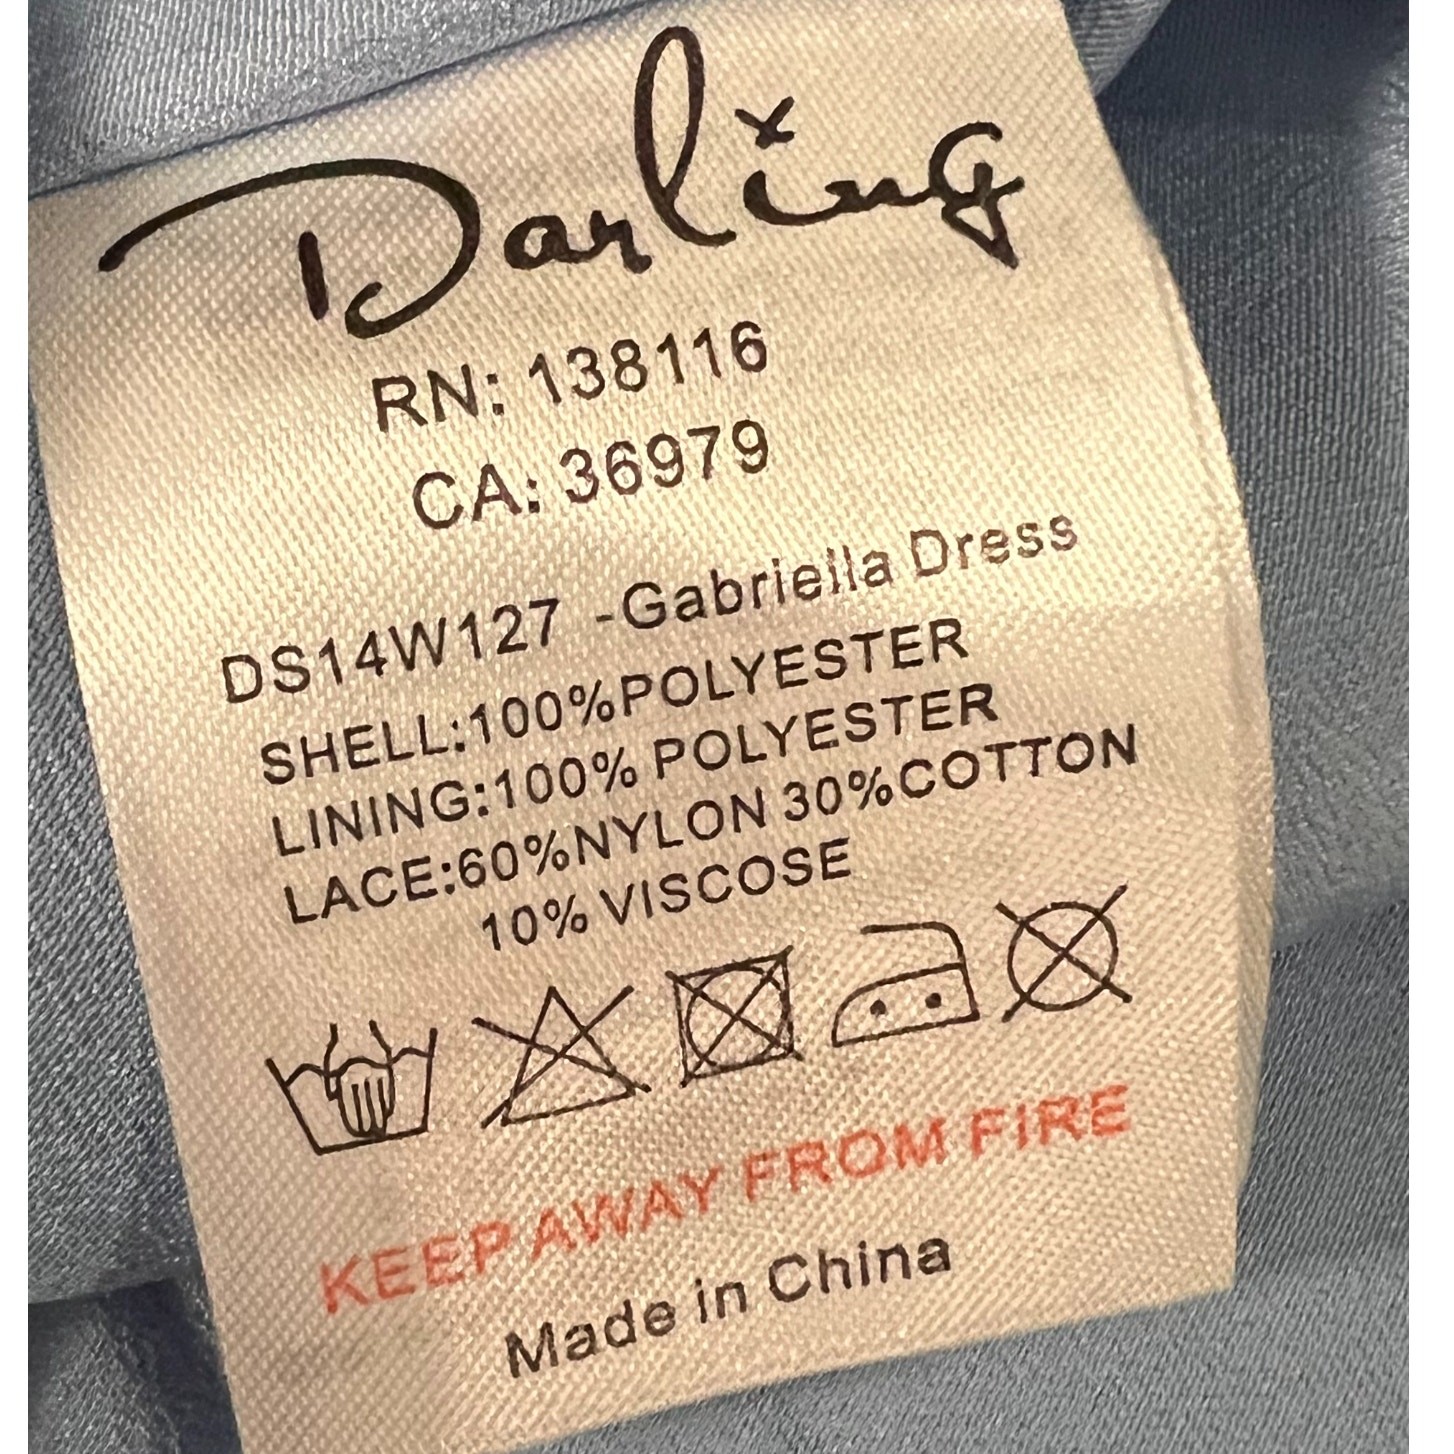 Darling
RN: 138116
CA: 36979
DS14W127 -Gabriella Dress
SHELL:100%POLYESTER
LINING:100% POLYESTER
LACE:60%NYLON 30%COTTON
10% VISCOSE
KEEP AWAY FROM FIRE
Made in China